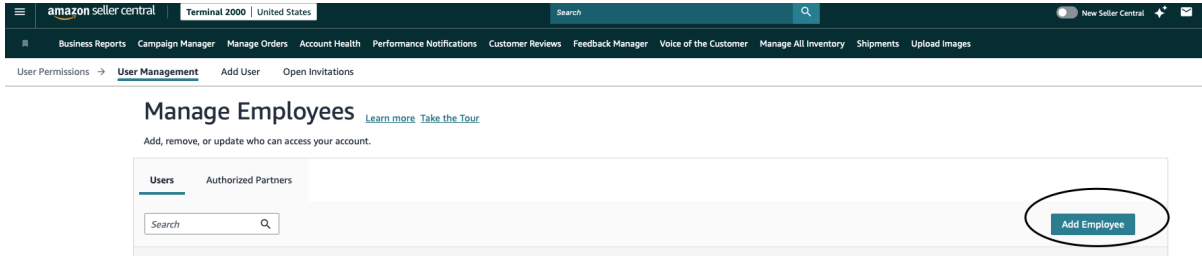 amazon seller central Terminal 2000 | United States Search New Seller Central
Business Reports Campaign Manager Manage Orders Account Health Performance Notifications Customer Reviews Feedback Manager Voice of the Customer Manage All Inventory Shipments Upload Images
User Permissions → User Management Add User Open Invitations
Manage Employees Learn more Take the Tour
Add, remove, or update who can access your account.
Users Authorized Partners
Search Add Employee